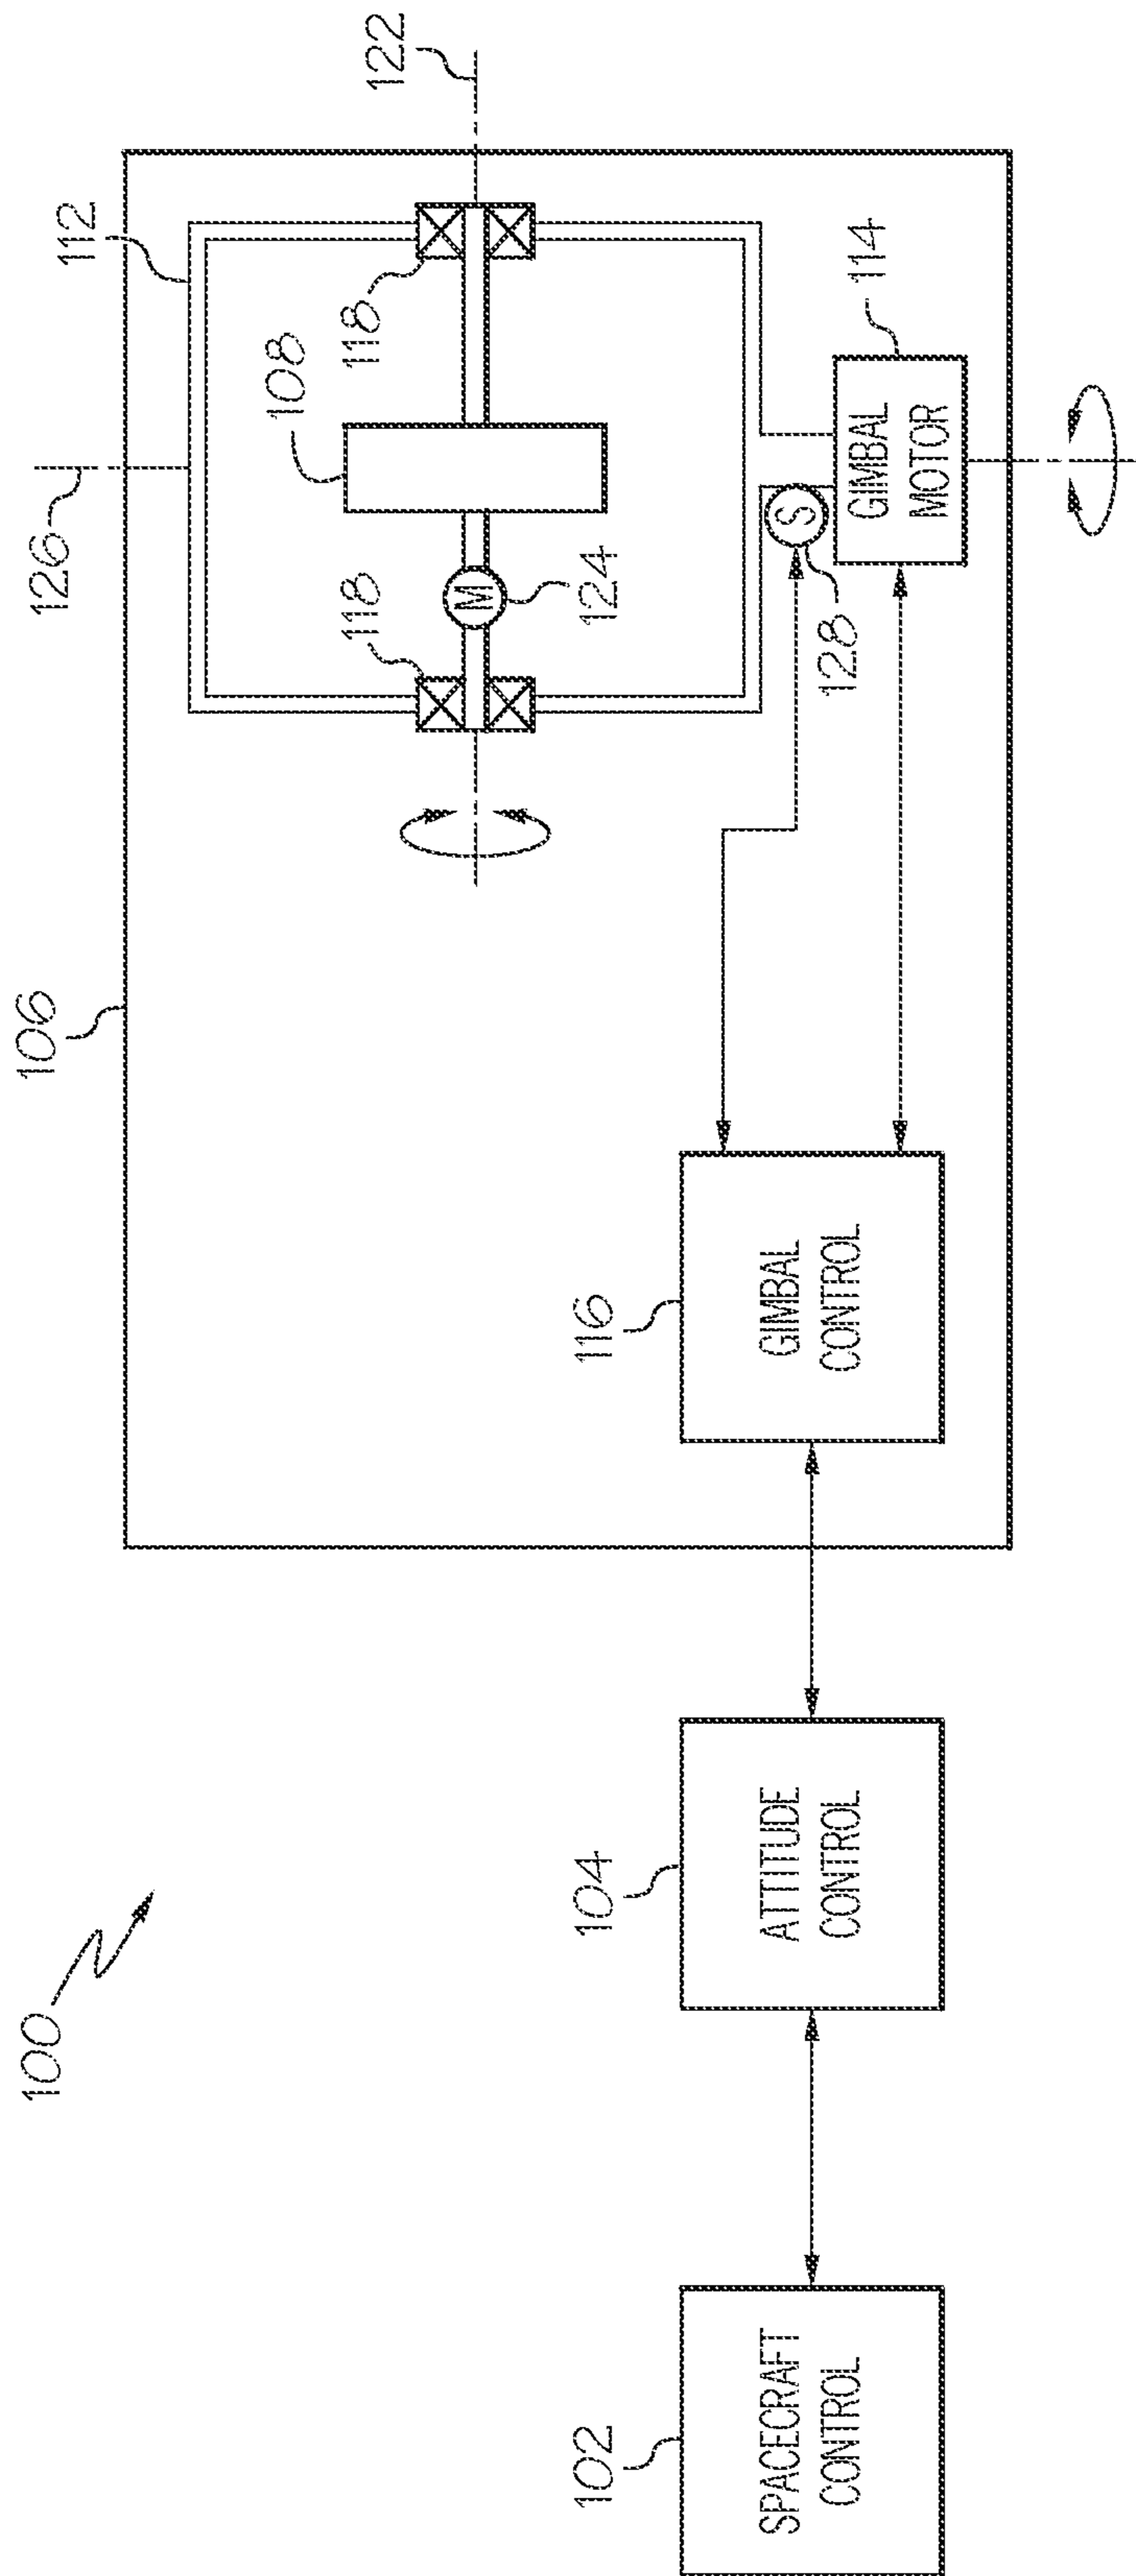 100
106
126
112
122
108
118
118
M
124
S
128
GIMBAL
MOTOR
114
116
GIMBAL
CONTROL
104
ATTITUDE
CONTROL
102
SPACECRAFT
CONTROL